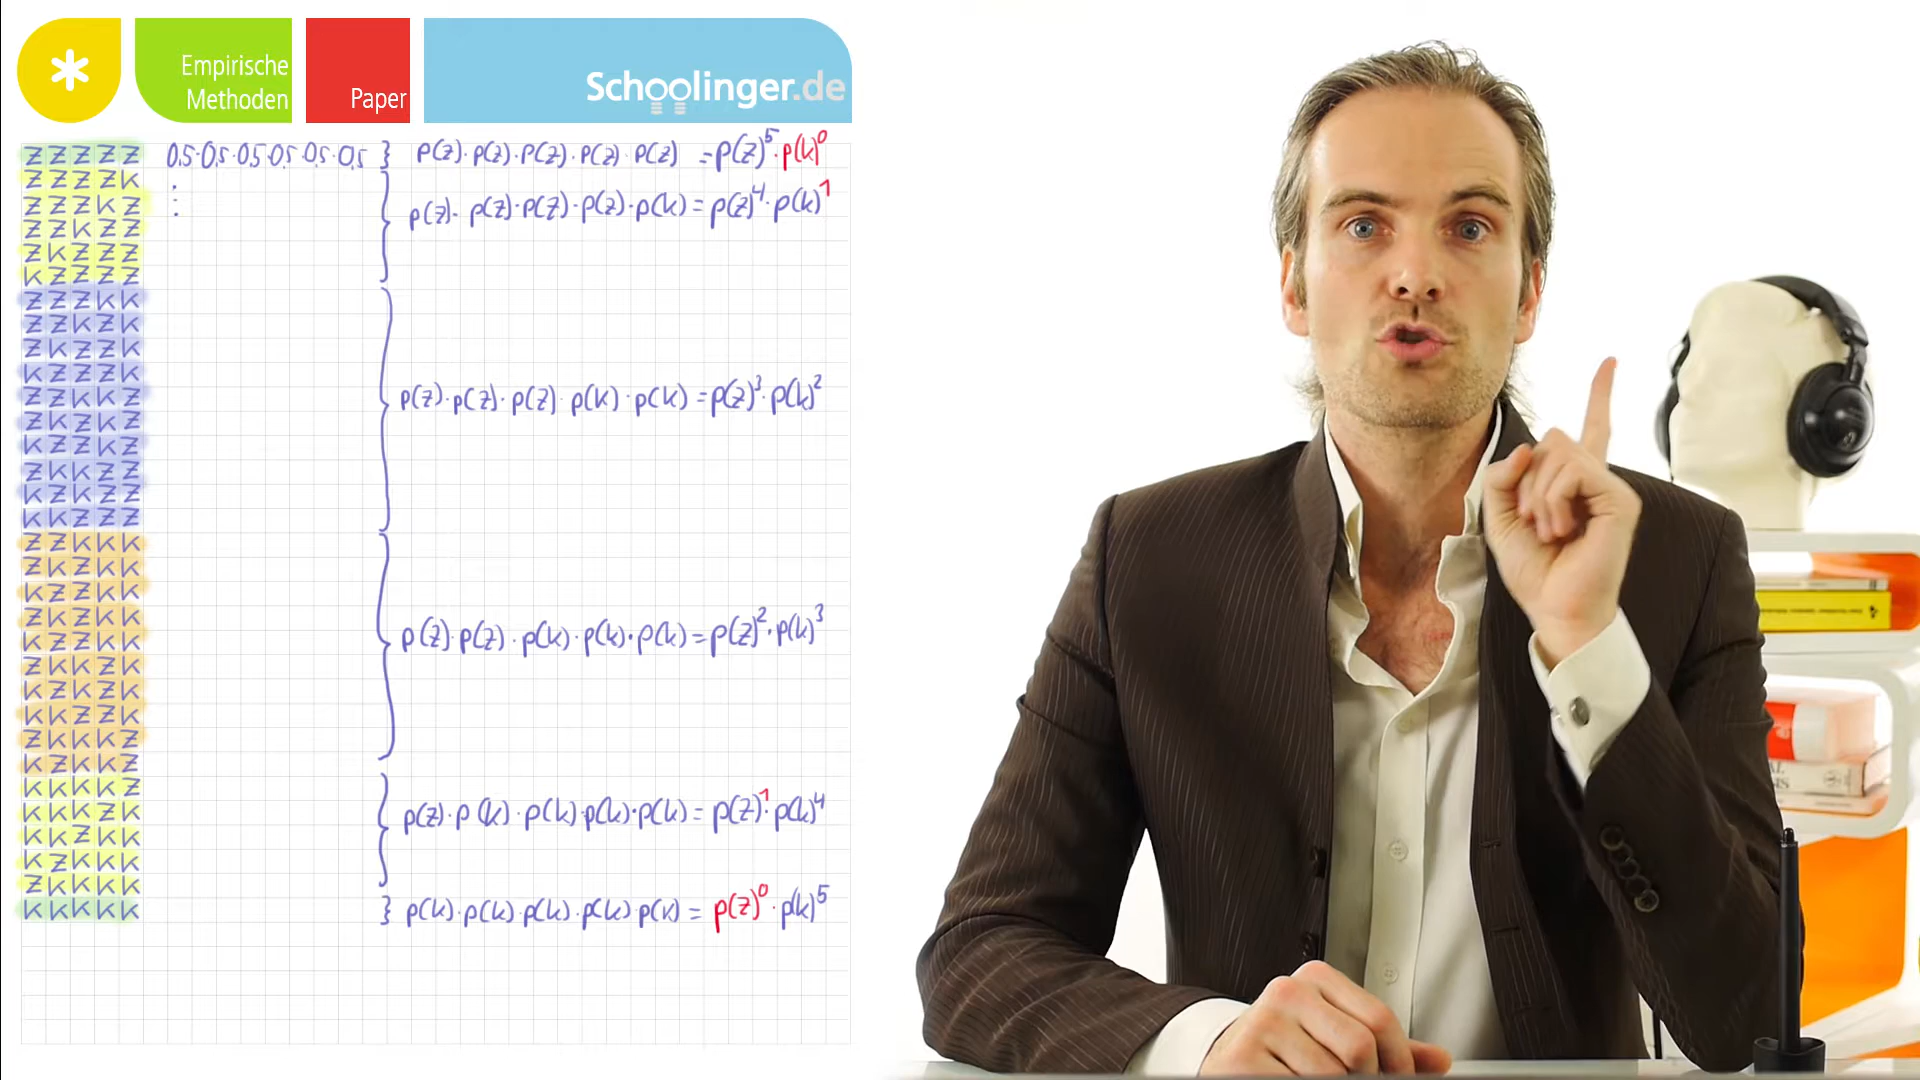 *
Empirische
Methoden
Paper
Schoolinger.de
ZZZZZ 0,5·0,5·0,5·0,5·0,5·0,5 } p(z)·p(z)·p(z)·p(z)·p(z) =p(z)⁵·p(k)⁰
ZZZZK
ZZZKZ p(z)·p(z)·p(z)·p(z)·p(k)=p(z)⁴·p(k)¹
ZZKZZ
ZKZZZ
KZZZZ
ZZZKK
ZZKZK
ZKZZK
KZZZK
ZZKKZ p(z)·p(z)·p(z)·p(k)·p(k)=p(z)³·p(k)²
ZKZKZ
KZZKZ
ZKKZZ
KZKZZ
KKZZZ
ZZKKK
ZKZKK
KZZKK
ZKZKK
KZZKK p(z)·p(z)·p(k)·p(k)·p(k)=p(z)²·p(k)³
ZKKZK
KZKZK
KKZZK
ZKKKZ
KZKKZ
KKKKZ
KKKZK p(z)·p(k)·p(k)·p(k)·p(k)=p(z)¹·p(k)⁴
KKZKK
KZKKK
ZKKKK
KKKKK } p(k)·p(k)·p(k)·p(k)·p(k)=p(z)⁰·p(k)⁵